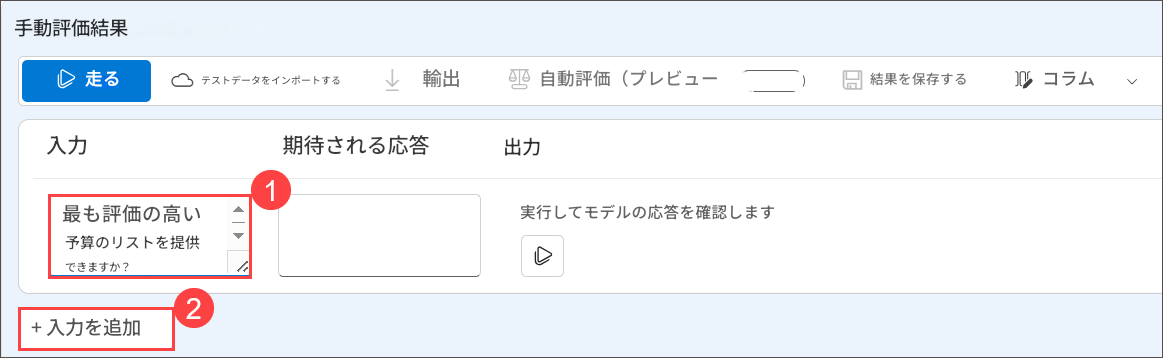 手動評価結果
走る テストデータをインポートする 輸出 自動評価（プレビュー ） 結果を保存する コラム
入力 期待される応答 出力
1
最も評価の高い
予算のリストを提供
できますか？
実行してモデルの応答を確認します
2
+ 入力を追加